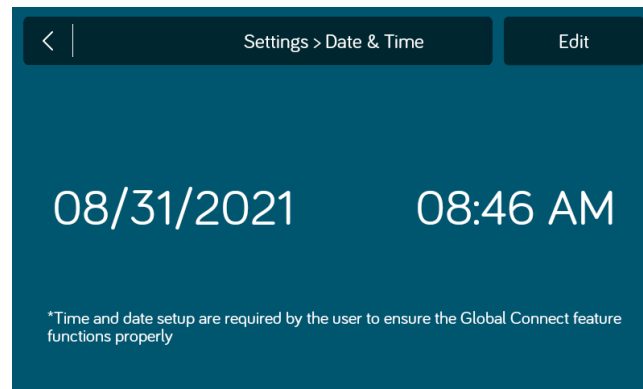 Settings > Date & Time
Edit
08/31/2021
08:46 AM
*Time and date setup are required by the user to ensure the Global Connect feature
functions properly